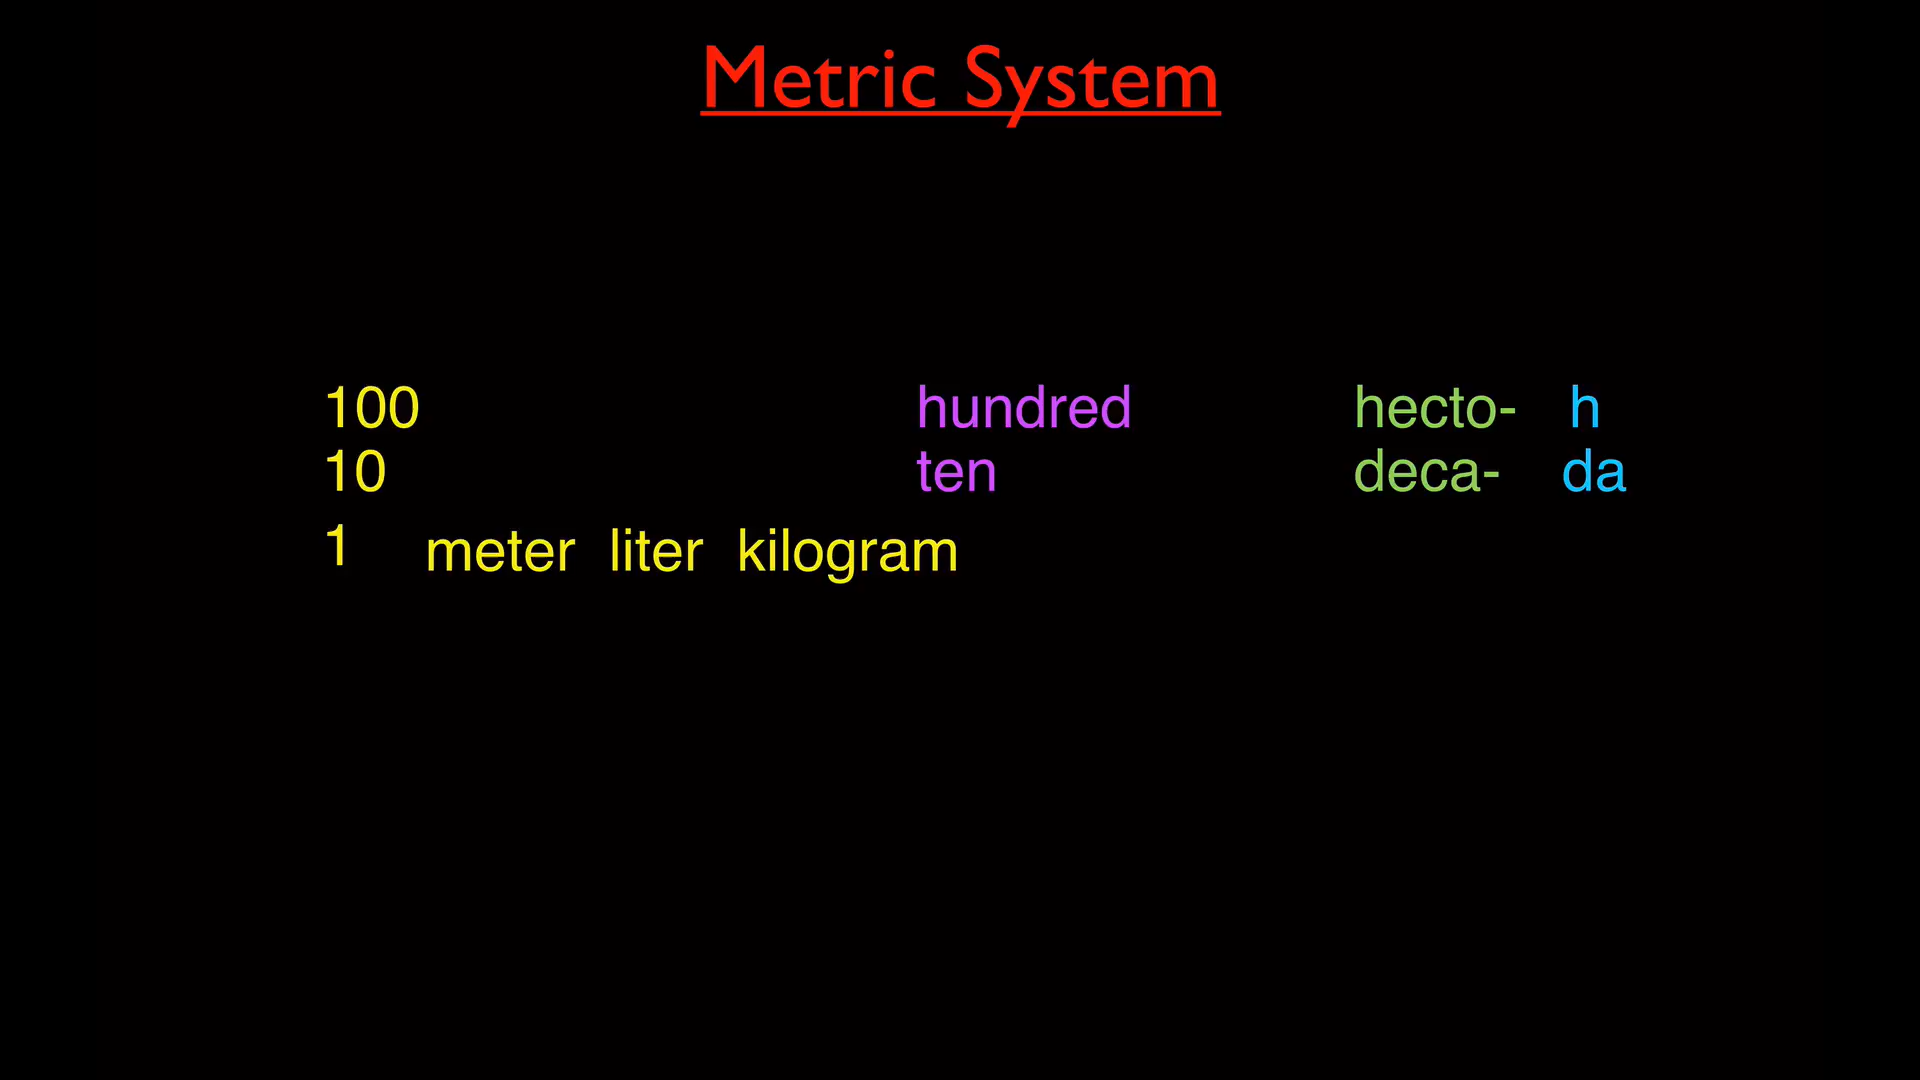 Metric System
100 hundred hecto- h
10 ten deca- da
1 meter liter kilogram